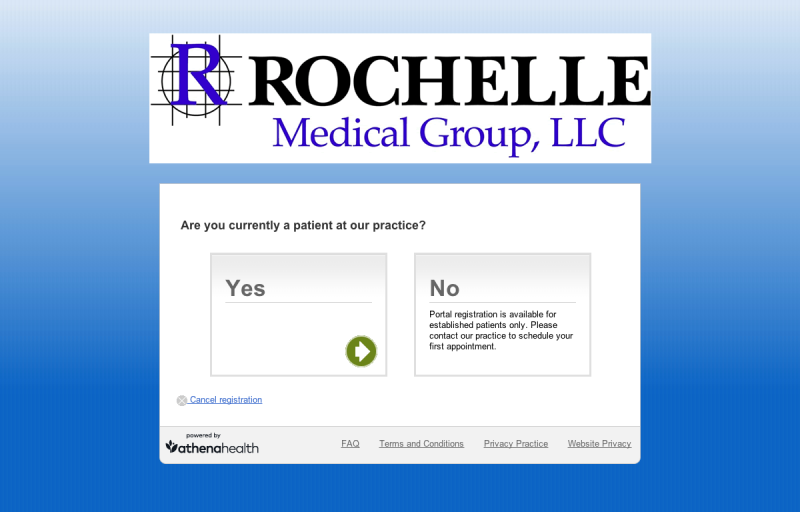 R ROCHELLE
Medical Group, LLC
Are you currently a patient at our practice?
Yes
No
Portal registration is available for
established patients only. Please
contact our practice to schedule your
first appointment.
Cancel registration
powered by
athenahealth
FAQ Terms and Conditions Privacy Practice Website Privacy